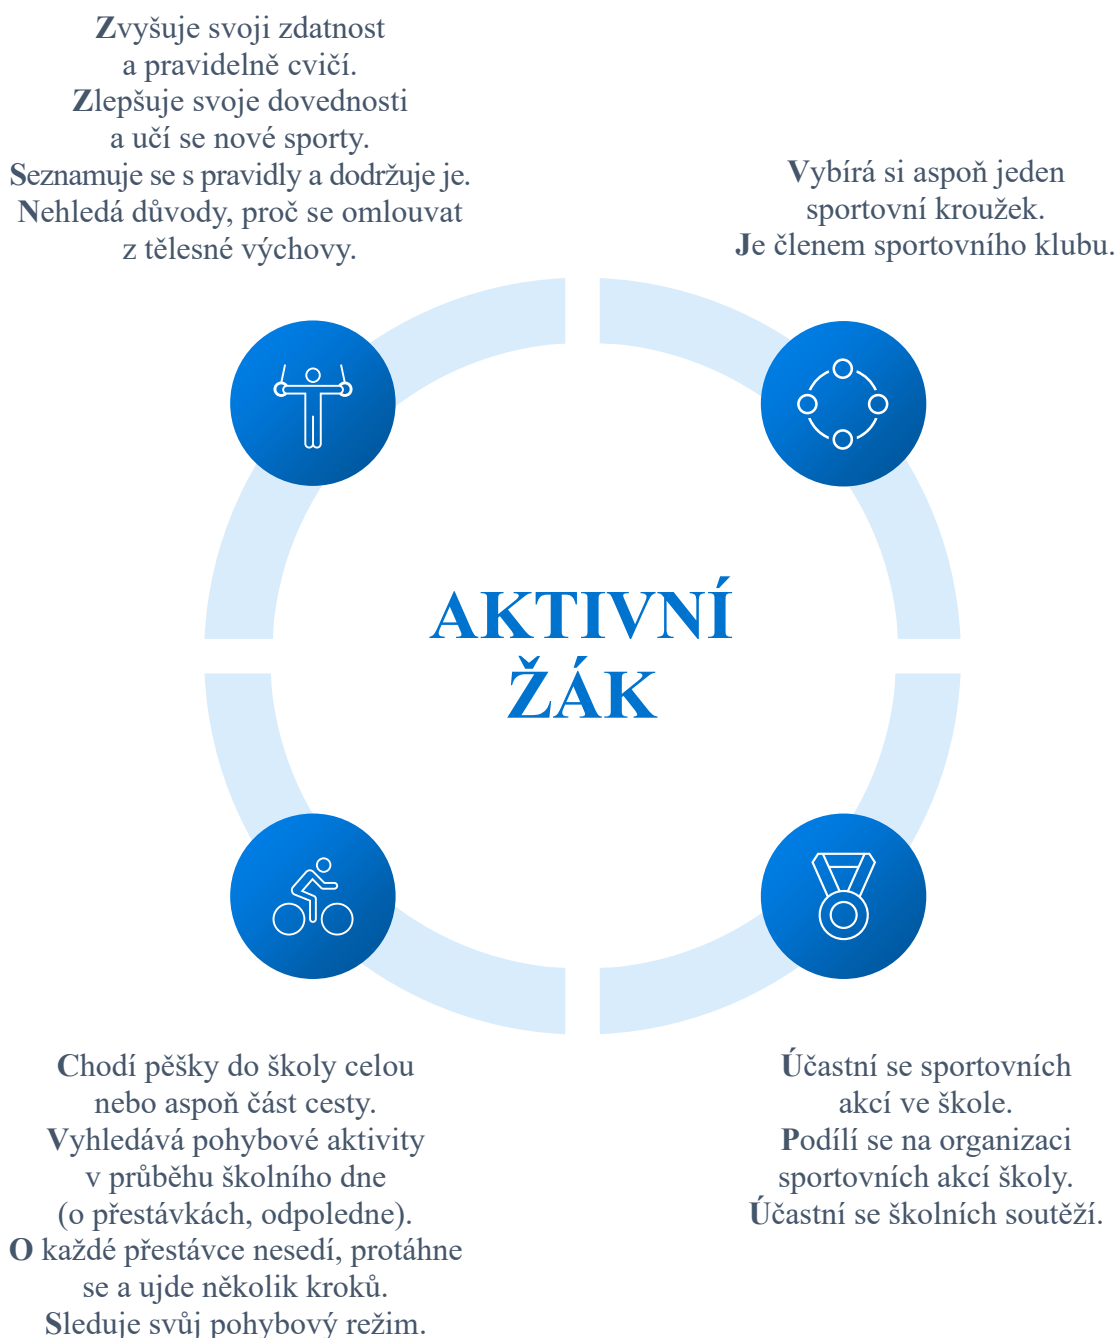 Zvyšuje svoji zdatnost
a pravidelně cvičí.
Zlepšuje svoje dovednosti
a učí se nové sporty.
Seznamuje se s pravidly a dodržuje je.
Nehledá důvody, proč se omlouvat
z tělesné výchovy.
Vybírá si aspoň jeden
sportovní kroužek.
Je členem sportovního klubu.
AKTIVNÍ
ŽÁK
Chodí pěšky do školy celou
nebo aspoň část cesty.
Vyhledává pohybové aktivity
v průběhu školního dne
(o přestávkách, odpoledne).
O každé přestávce nesedí, protáhne
se a ujde několik kroků.
Sleduje svůj pohybový režim.
Účastní se sportovních
akcí ve škole.
Podílí se na organizaci
sportovních akcí školy.
Účastní se školních soutěží.